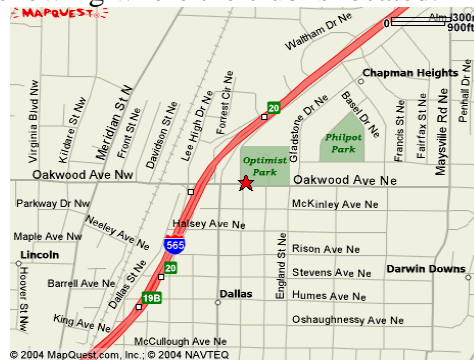 MAPQUEST
Waltham Dr Ne
Alm
300m
900ft
Chapman Heights
Penhall Dr Ne
Virginia Blvd Nw
Kildare St Nw
Meridian St N
Front St Ne
Davidson St Ne
Lee High Dr Ne
Forrest Cir Ne
20
Gladstone Dr Ne
Basel Dr Ne
Francis St Ne
Fairfax St Ne
Maysville Rd Ne
Philpot
Park
Optimist
Park
Oakwood Ave Nw
Oakwood Ave Ne
Parkway Dr Nw
McKinley Ave Ne
Neeley Ave Ne
Halsey Ave Ne
Maple Ave Nw
565
Lincoln
England St Ne
Rison Ave Ne
20
Dallas St Ne
Stevens Ave Ne
Darwin Downs
Hoover St Nw
Barrell Ave Ne
19B
Dallas
Humes Ave Ne
King Ave Ne
Oshaughnessy Ave Ne
McCullough Ave Ne
© 2004 MapQuest.com, Inc.; © 2004 NAVTEQ